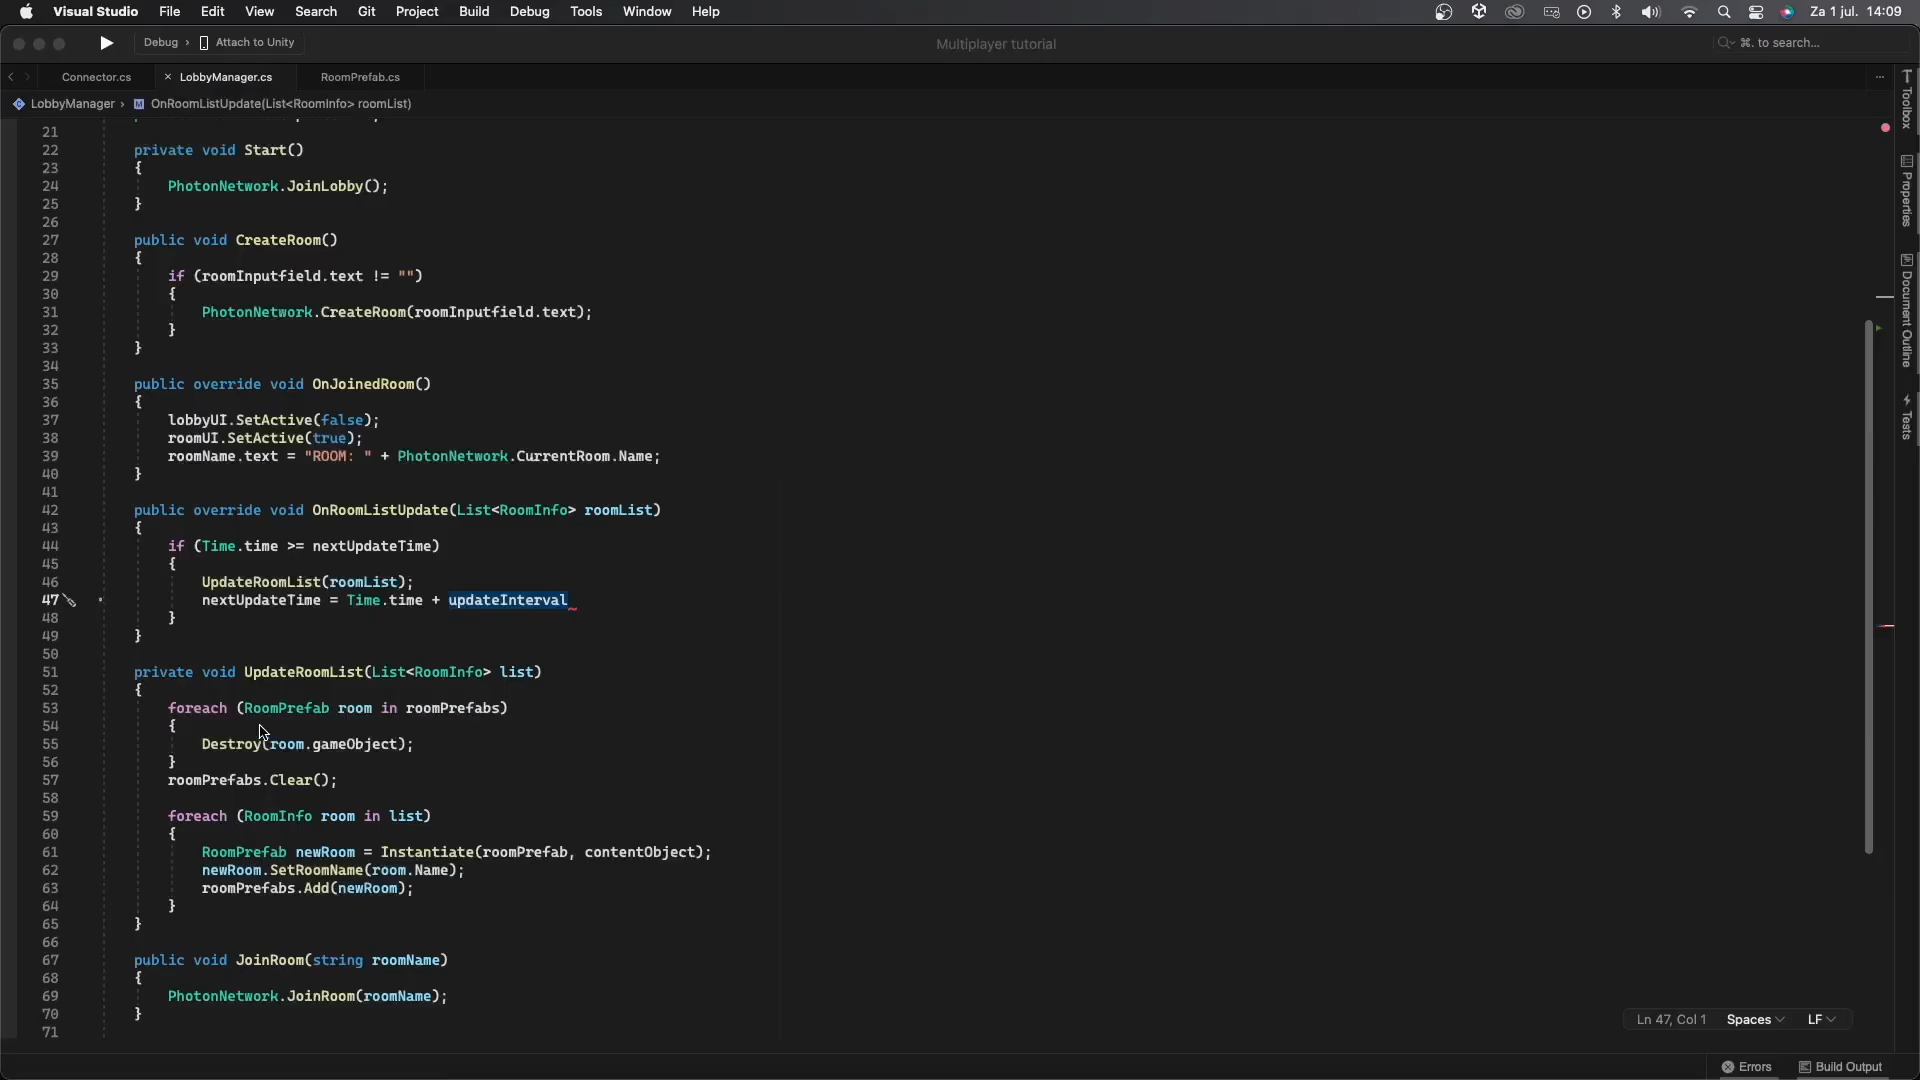 Visual Studio File Edit View Search Git Project Build Debug Tools Window Help Za 1 jul. 14:09
Debug › Attach to Unity Multiplayer tutorial ⌘. to search...
Connector.cs × LobbyManager.cs RoomPrefab.cs ...
LobbyManager › M OnRoomListUpdate(List<RoomInfo> roomList)
21
22 private void Start()
23 {
24 PhotonNetwork.JoinLobby();
25 }
26
27 public void CreateRoom()
28 {
29 if (roomInputfield.text != "")
30 {
31 PhotonNetwork.CreateRoom(roomInputfield.text);
32 }
33 }
34
35 public override void OnJoinedRoom()
36 {
37 lobbyUI.SetActive(false);
38 roomUI.SetActive(true);
39 roomName.text = "ROOM: " + PhotonNetwork.CurrentRoom.Name;
40 }
41
42 public override void OnRoomListUpdate(List<RoomInfo> roomList)
43 {
44 if (Time.time >= nextUpdateTime)
45 {
46 UpdateRoomList(roomList);
47 nextUpdateTime = Time.time + updateInterval
48 }
49 }
50
51 private void UpdateRoomList(List<RoomInfo> list)
52 {
53 foreach (RoomPrefab room in roomPrefabs)
54 {
55 Destroy(room.gameObject);
56 }
57 roomPrefabs.Clear();
58
59 foreach (RoomInfo room in list)
60 {
61 RoomPrefab newRoom = Instantiate(roomPrefab, contentObject);
62 newRoom.SetRoomName(room.Name);
63 roomPrefabs.Add(newRoom);
64 }
65 }
66
67 public void JoinRoom(string roomName)
68 {
69 PhotonNetwork.JoinRoom(roomName);
70 }
71
Toolbox
Properties
Document Outline
Tests
Ln 47, Col 1 Spaces LF
Errors Build Output